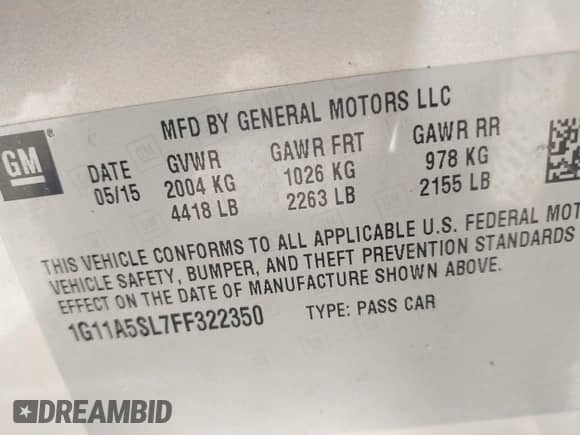 GM
MFD BY GENERAL MOTORS LLC
DATE GVWR GAWR FRT GAWR RR
05/15 2004 KG 1026 KG 978 KG
4418 LB 2263 LB 2155 LB
THIS VEHICLE CONFORMS TO ALL APPLICABLE U.S. FEDERAL MOT
VEHICLE SAFETY, BUMPER, AND THEFT PREVENTION STANDARDS
EFFECT ON THE DATE OF MANUFACTURE SHOWN ABOVE.
1G11A5SL7FF322350 TYPE: PASS CAR
DREAMBID